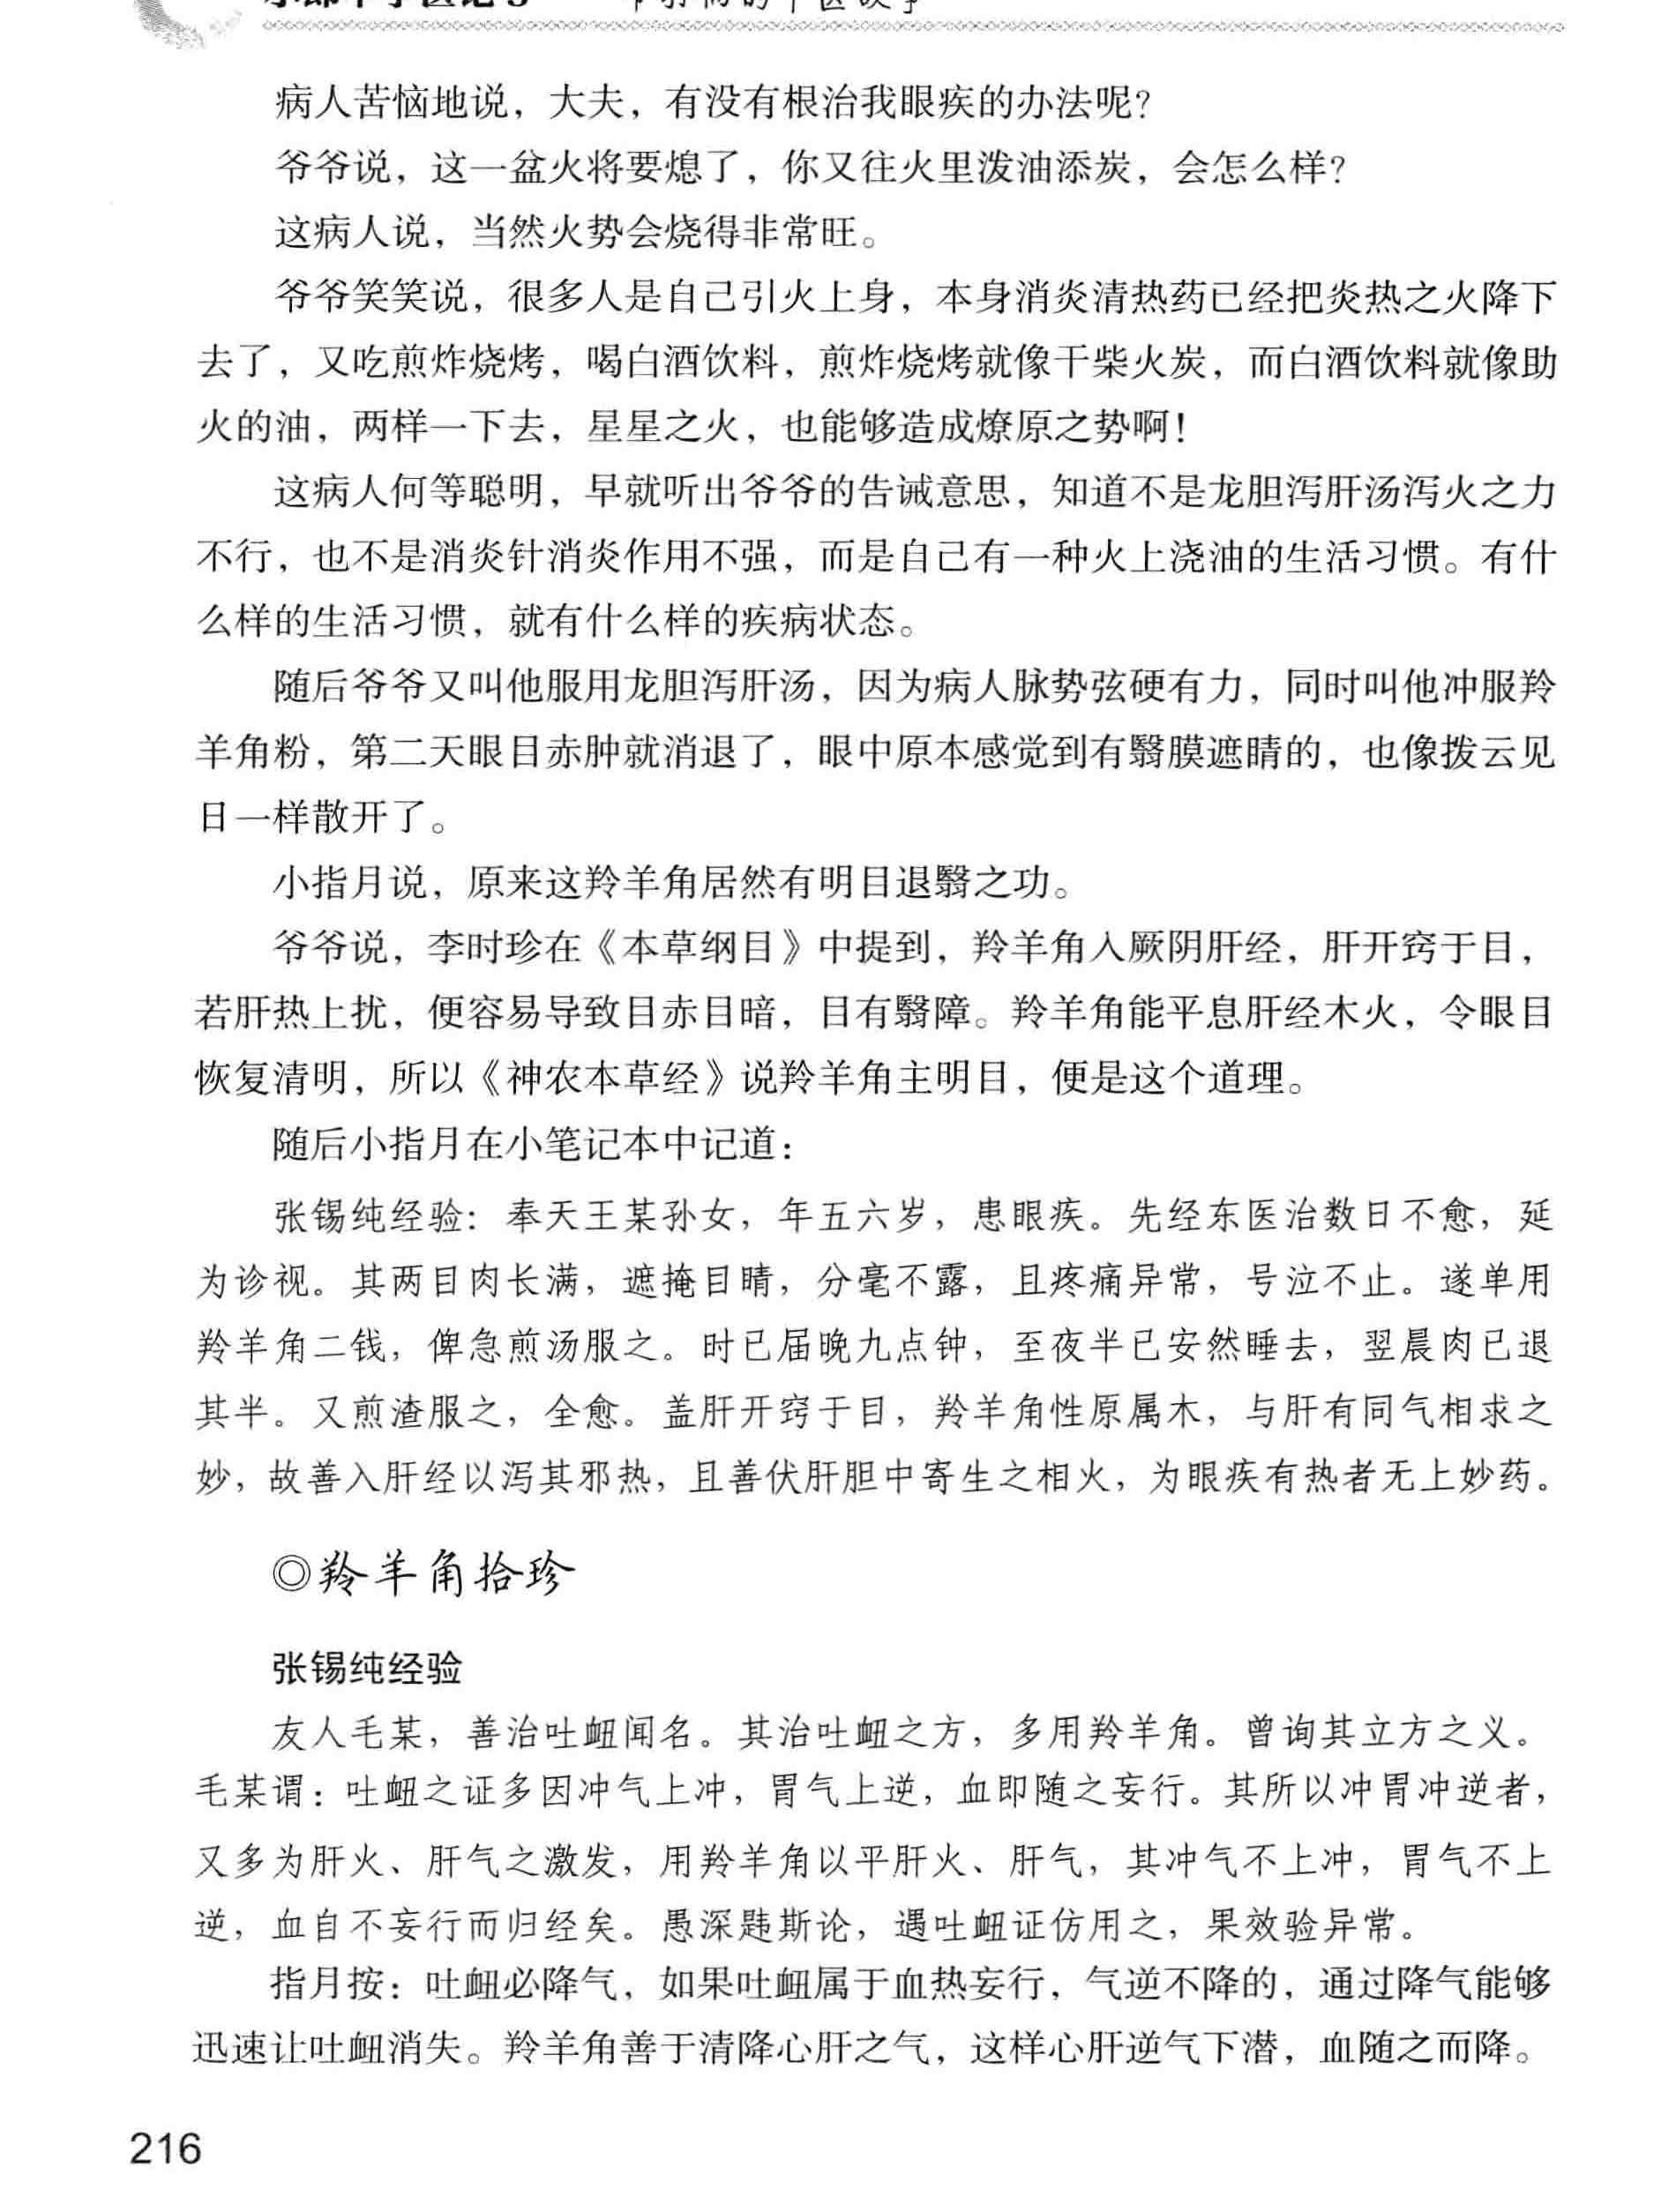 病人苦恼地说，大夫，有没有根治我眼疾的办法呢？
爷爷说，这一盆火将要熄了，你又往火里泼油添炭，会怎么样？
这病人说，当然火势会烧得非常旺。
爷爷笑笑说，很多人是自己引火上身，本身消炎清热药已经把炎热之火降下
去了，又吃煎炸烧烤，喝白酒饮料，煎炸烧烤就像干柴火炭，而白酒饮料就像助
火的油，两样一下去，星星之火，也能够造成燎原之势啊！
这病人何等聪明，早就听出爷爷的告诫意思，知道不是龙胆泻肝汤泻火之力
不行，也不是消炎针消炎作用不强，而是自己有一种火上浇油的生活习惯。有什
么样的生活习惯，就有什么样的疾病状态。
随后爷爷又叫他服用龙胆泻肝汤，因为病人脉势弦硬有力，同时叫他冲服羚
羊角粉，第二天眼目赤肿就消退了，眼中原本感觉到有翳膜遮睛的，也像拨云见
日一样散开了。
小指月说，原来这羚羊角居然有明目退翳之功。
爷爷说，李时珍在《本草纲目》中提到，羚羊角入厥阴肝经，肝开窍于目，
若肝热上扰，便容易导致目赤目暗，目有翳障。羚羊角能平息肝经木火，令眼目
恢复清明，所以《神农本草经》说羚羊角主明目，便是这个道理。
随后小指月在小笔记本中记道：
张锡纯经验：奉天王某孙女，年五六岁，患眼疾。先经东医治数日不愈，延
为诊视。其两目肉长满，遮掩目睛，分毫不露，且疼痛异常，号泣不止。遂单用
羚羊角二钱，俾急煎汤服之。时已届晚九点钟，至夜半已安然睡去，翌晨肉已退
其半。又煎渣服之，全愈。盖肝开窍于目，羚羊角性原属木，与肝有同气相求之
妙，故善入肝经以泻其邪热，且善伏肝胆中寄生之相火，为眼疾有热者无上妙药。
◎羚羊角拾珍
张锡纯经验
友人毛某，善治吐衄闻名。其治吐衄之方，多用羚羊角。曾询其立方之义。
毛某谓：吐衄之证多因冲气上冲，胃气上逆，血即随之妄行。其所以冲胃冲逆者，
又多为肝火、肝气之激发，用羚羊角以平肝火、肝气，其冲气不上冲，胃气不上
逆，血自不妄行而归经矣。愚深韪斯论，遇吐衄证仿用之，果效验异常。
指月按：吐衄必降气，如果吐衄属于血热妄行，气逆不降的，通过降气能够
迅速让吐衄消失。羚羊角善于清降心肝之气，这样心肝逆气下潜，血随之而降。
216